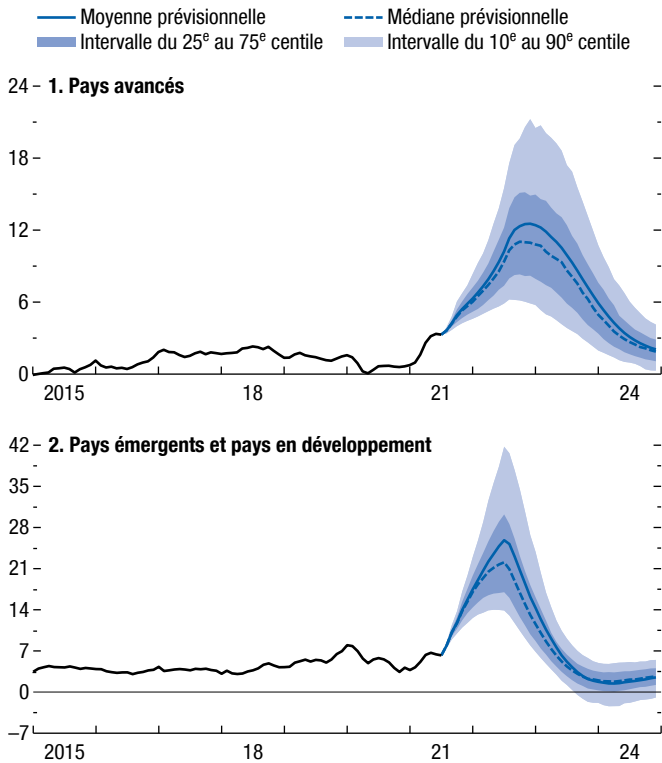 Moyenne prévisionnelle Médiane prévisionnelle
Intervalle du 25e au 75e centile Intervalle du 10e au 90e centile
24 1. Pays avancés
18
12
6
0
2015 18 21 24
42 2. Pays émergents et pays en développement
35
28
21
14
7
0
–7
2015 18 21 24